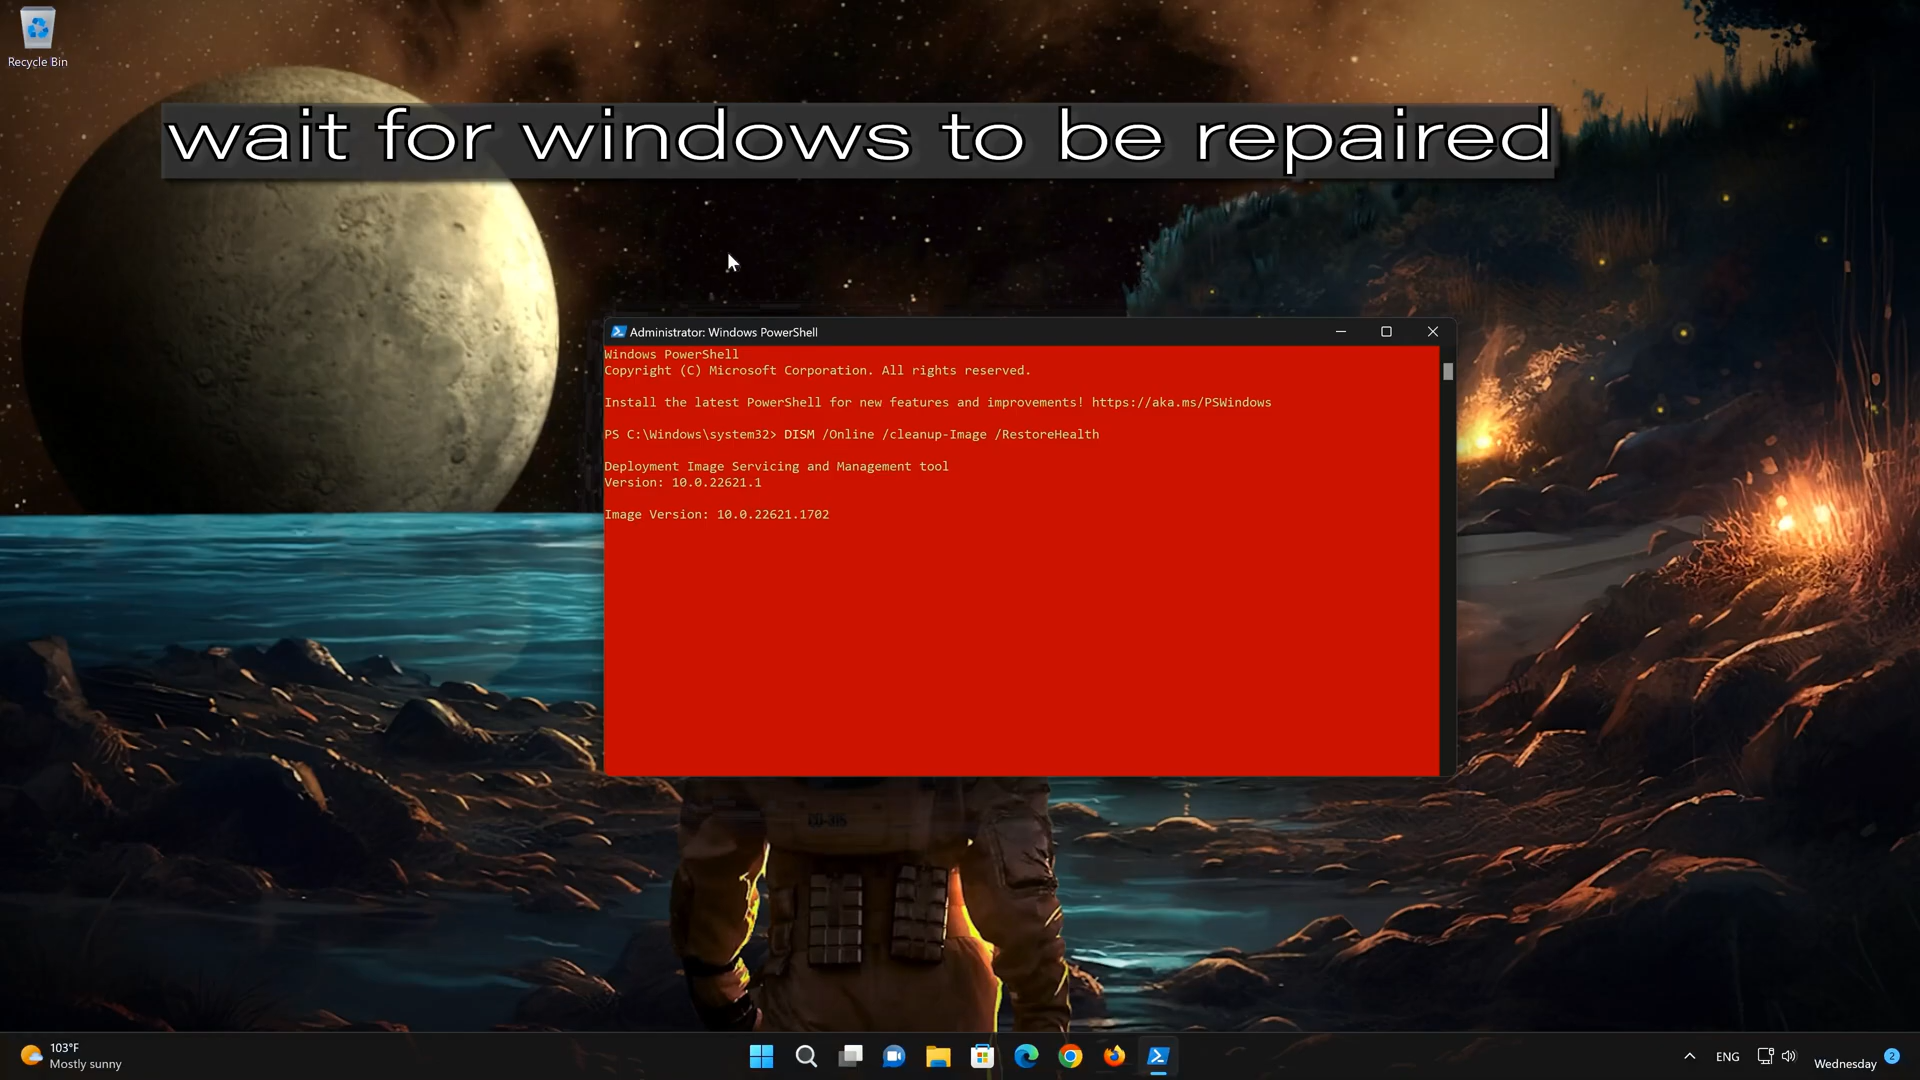 Recycle Bin
wait for windows to be repaired
Administrator: Windows PowerShell
Windows PowerShell
Copyright (C) Microsoft Corporation. All rights reserved.
Install the latest PowerShell for new features and improvements! https://aka.ms/PSWindows
PS C:\Windows\system32> DISM /Online /cleanup-Image /RestoreHealth
Deployment Image Servicing and Management tool
Version: 10.0.22621.1
Image Version: 10.0.22621.1702
103°F
Mostly sunny
ENG
Wednesday
2